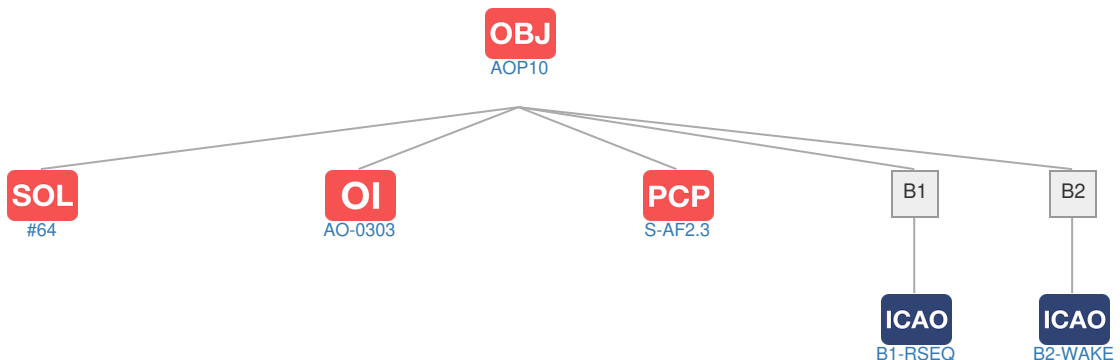 OBJ
AOP10
SOL
#64
OI
AO-0303
PCP
S-AF2.3
B1
B2
ICAO
B1-RSEQ
ICAO
B2-WAKE